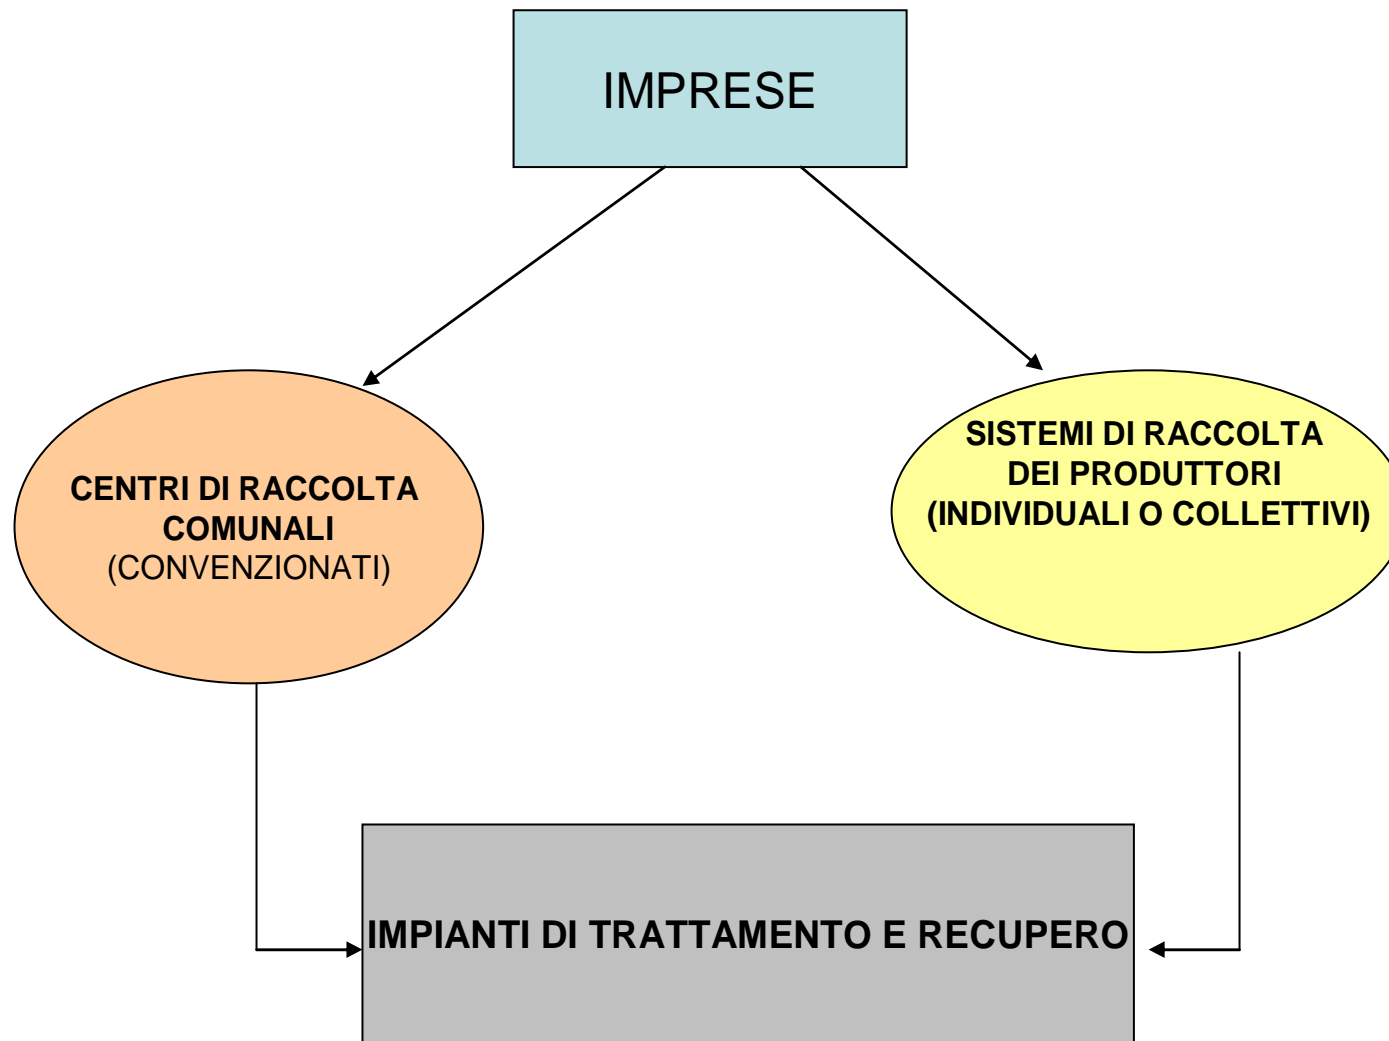 IMPRESE
CENTRI DI RACCOLTA
COMUNALI
(CONVENZIONATI)
SISTEMI DI RACCOLTA
DEI PRODUTTORI
(INDIVIDUALI O COLLETTIVI)
IMPIANTI DI TRATTAMENTO E RECUPERO